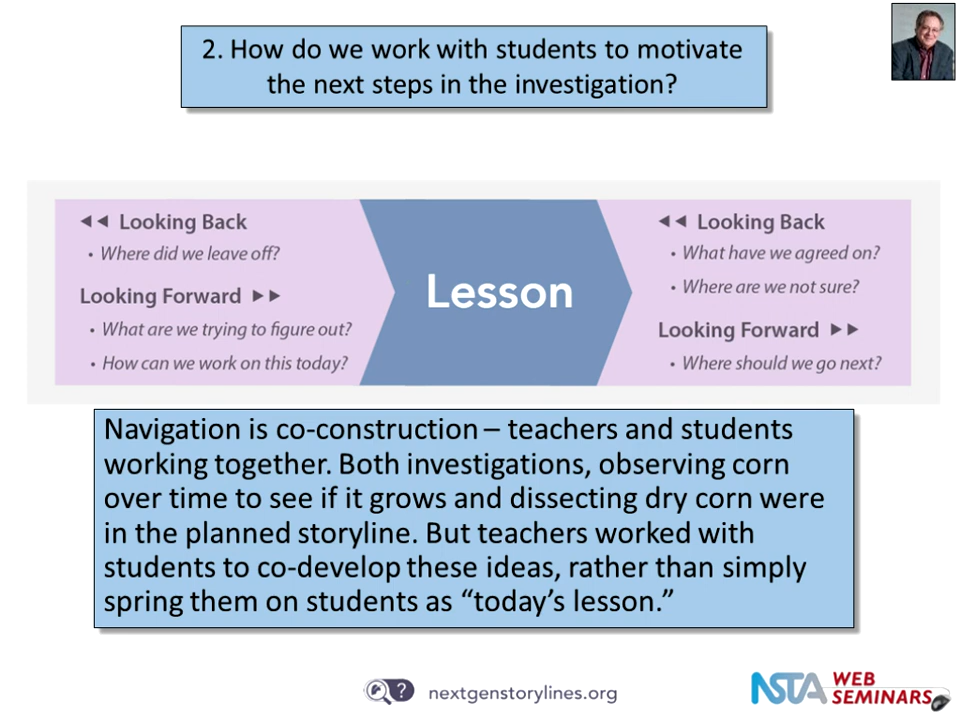 2. How do we work with students to motivate
the next steps in the investigation?
◄◄ Looking Back
• Where did we leave off?
Looking Forward ►►
• What are we trying to figure out?
• How can we work on this today?
Lesson
◄◄ Looking Back
• What have we agreed on?
• Where are we not sure?
Looking Forward ►►
• Where should we go next?
Navigation is co-construction – teachers and students
working together. Both investigations, observing corn
over time to see if it grows and dissecting dry corn were
in the planned storyline. But teachers worked with
students to co-develop these ideas, rather than simply
spring them on students as “today’s lesson.”
?
nextgenstorylines.org
NSTA WEB
SEMINARS